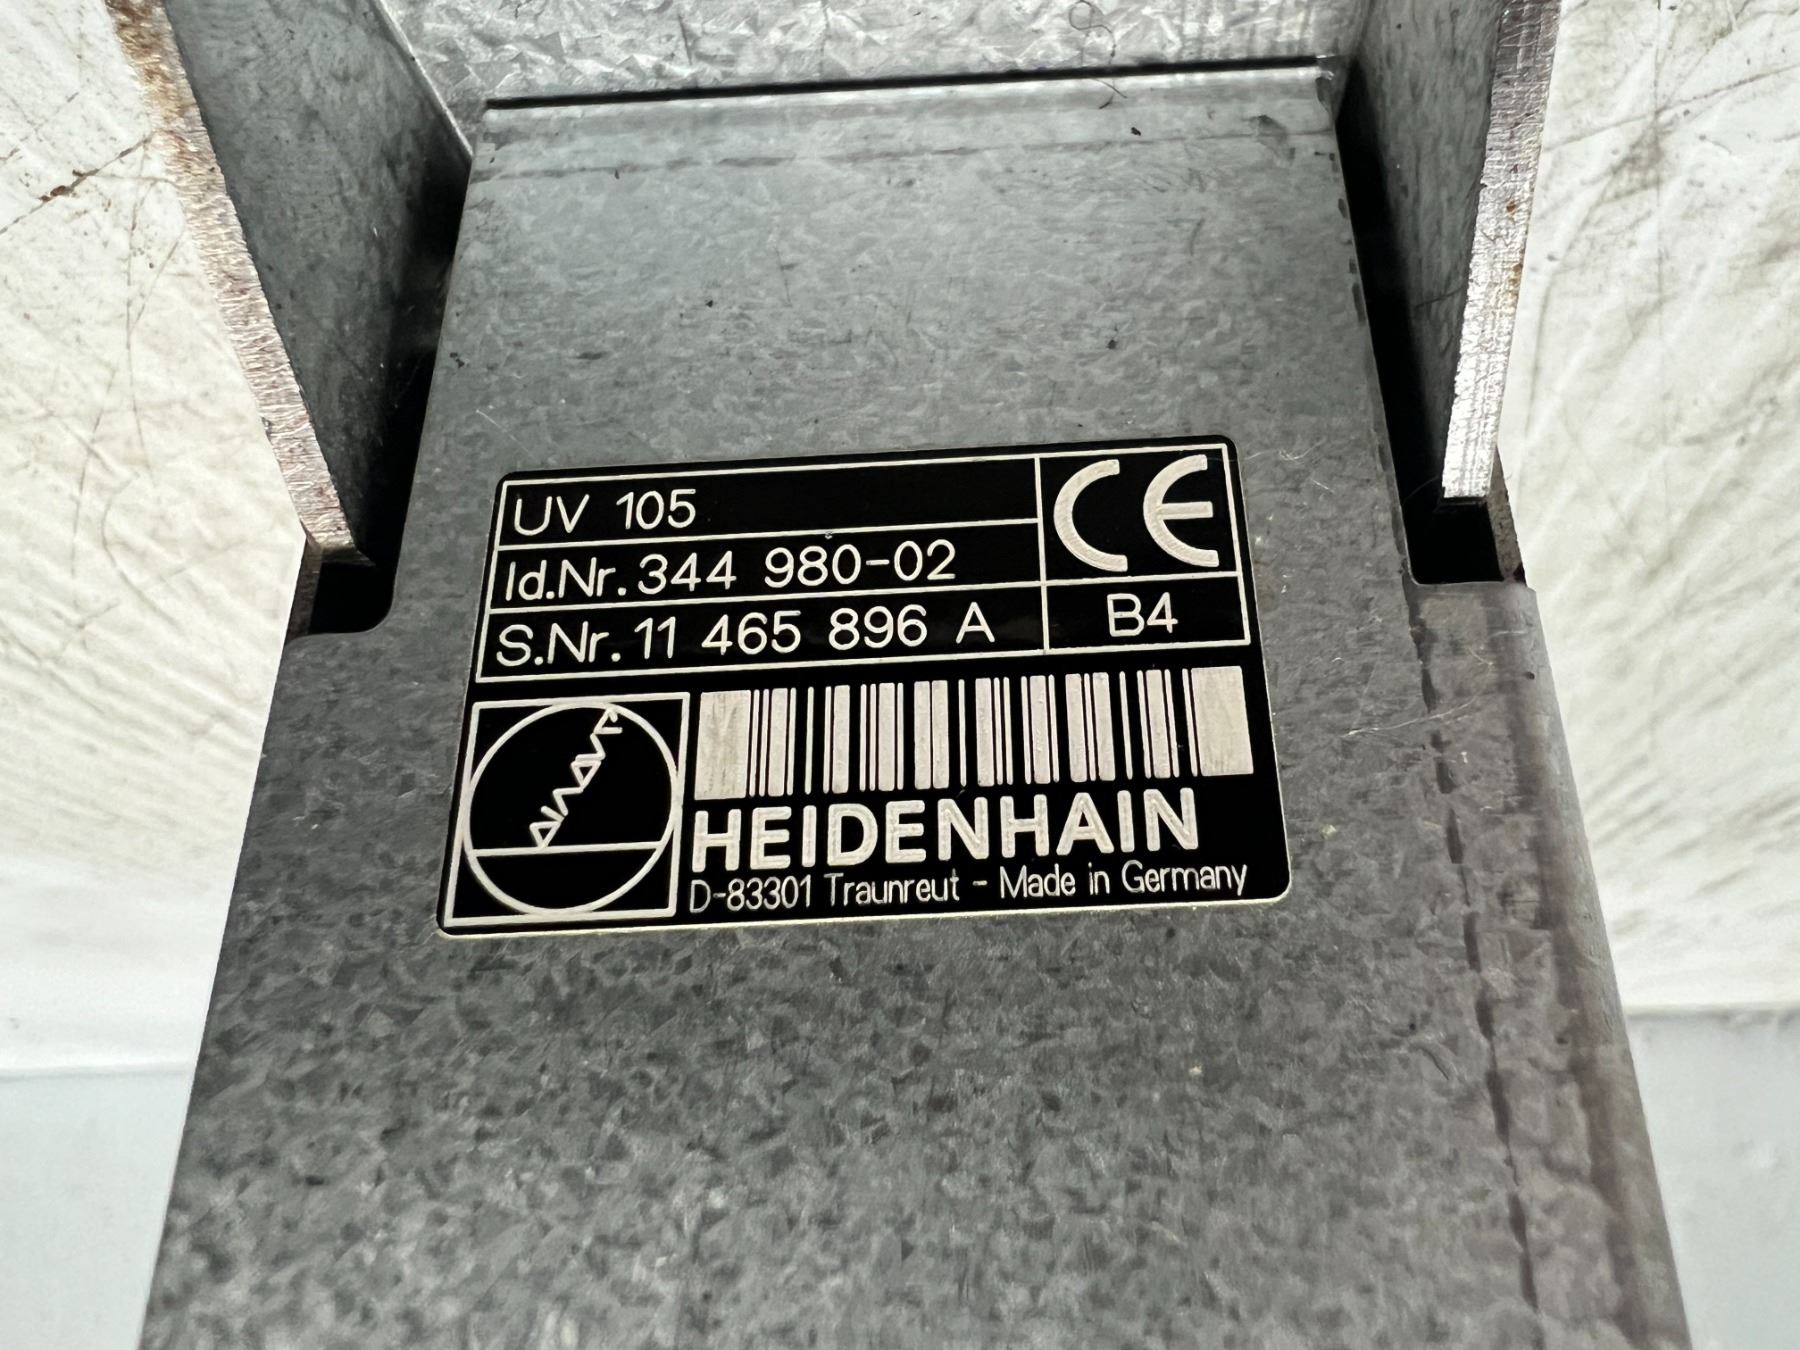 UV 105
CE
Id.Nr. 344 980-02
S.Nr. 11 465 896 A
B4
HEIDENHAIN
D-83301 Traunreut - Made in Germany